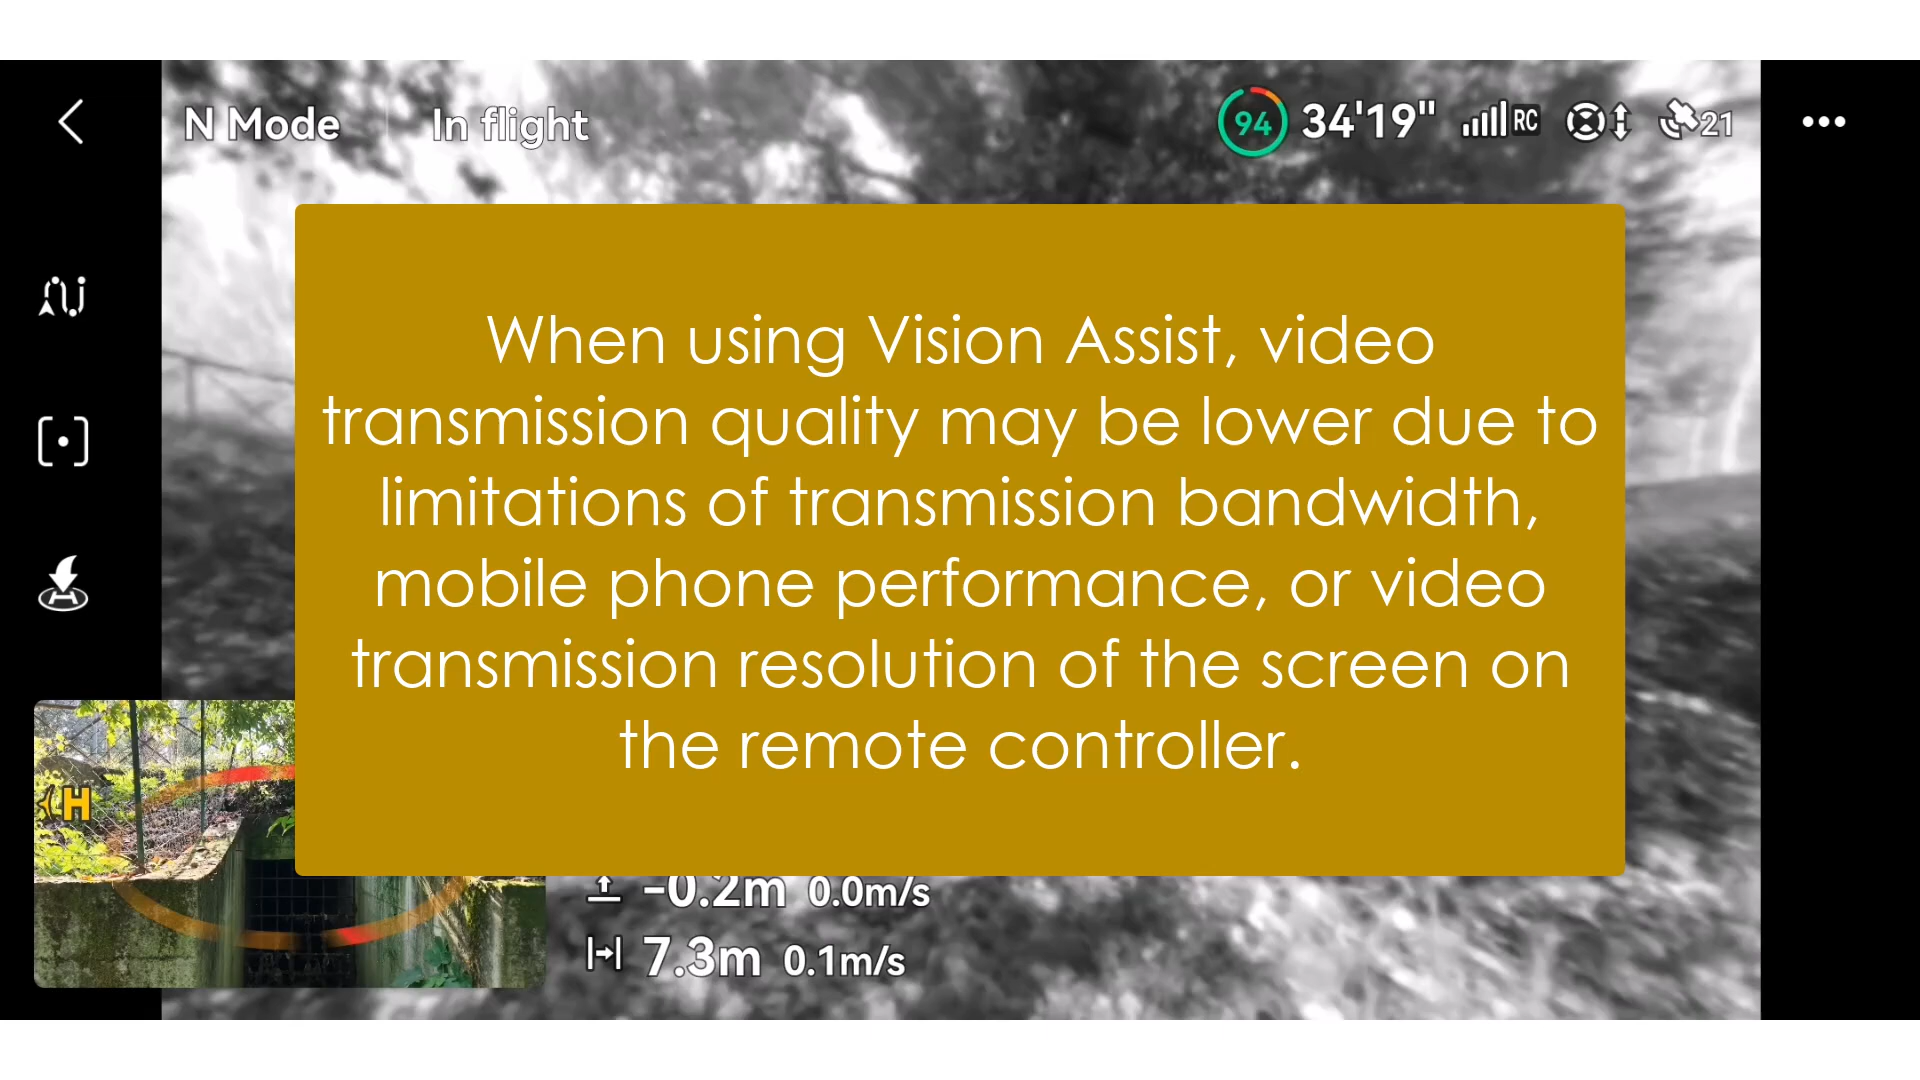 N Mode
In flight
94
34'19"
RC
21
When using Vision Assist, video
transmission quality may be lower due to
limitations of transmission bandwidth,
mobile phone performance, or video
transmission resolution of the screen on
the remote controller.
H
-0.2m 0.0m/s
7.3m 0.1m/s